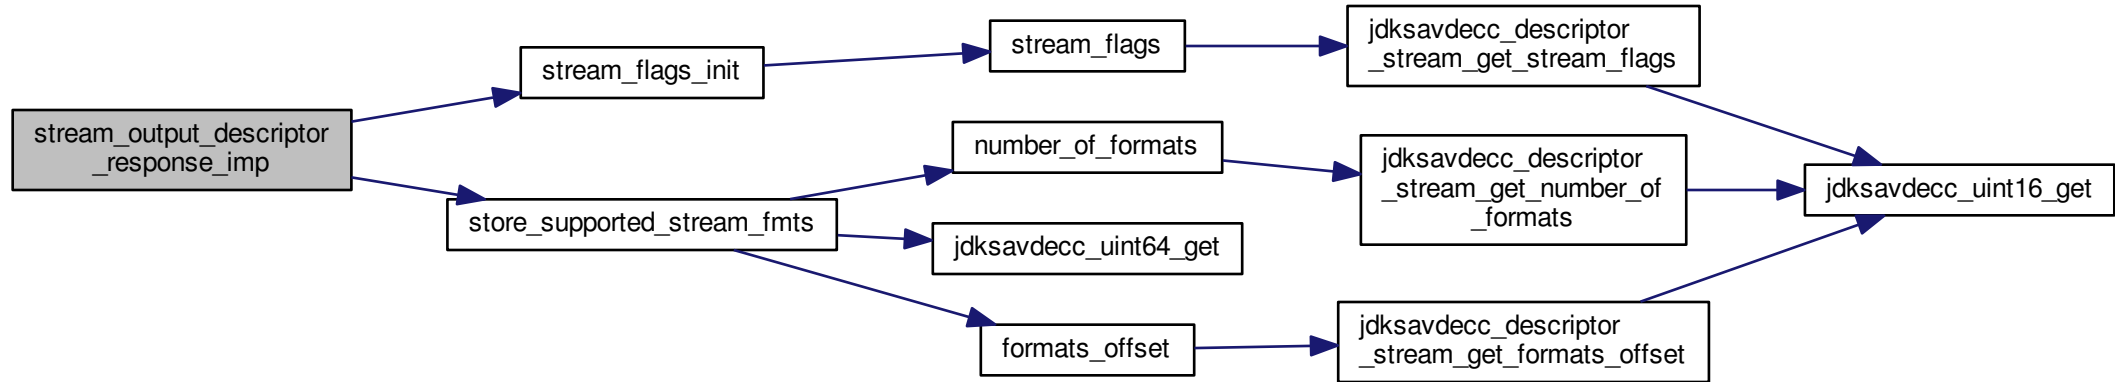 stream_output_descriptor
_response_imp
stream_flags_init
store_supported_stream_fmts
stream_flags
number_of_formats
jdksavdecc_uint64_get
formats_offset
jdksavdecc_descriptor
_stream_get_stream_flags
jdksavdecc_descriptor
_stream_get_number_of
_formats
jdksavdecc_descriptor
_stream_get_formats_offset
jdksavdecc_uint16_get